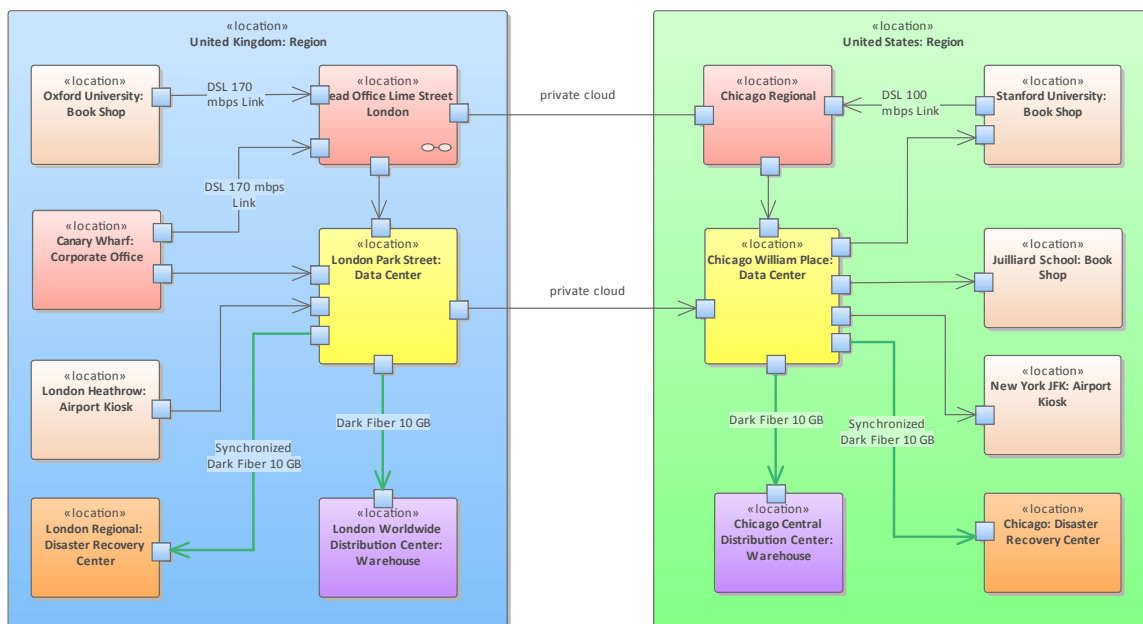 «location»
United Kingdom: Region
«location»
Oxford University:
Book Shop
DSL 170
mbps Link
«location»
ead Office Lime Street
London
DSL 170 mbps
Link
«location»
Canary Wharf:
Corporate Office
«location»
London Park Street:
Data Center
«location»
London Heathrow:
Airport Kiosk
Synchronized
Dark Fiber 10 GB
Dark Fiber 10 GB
«location»
London Regional:
Disaster Recovery
Center
«location»
London Worldwide
Distribution Center:
Warehouse
private cloud
private cloud
«location»
United States: Region
«location»
Chicago Regional
DSL 100
mbps Link
«location»
Stanford University:
Book Shop
«location»
Chicago William Place:
Data Center
«location»
Juilliard School: Book
Shop
«location»
New York JFK: Airport
Kiosk
Dark Fiber 10 GB
Synchronized
Dark Fiber 10 GB
«location»
Chicago Central
Distribution Center:
Warehouse
«location»
Chicago: Disaster
Recovery Center